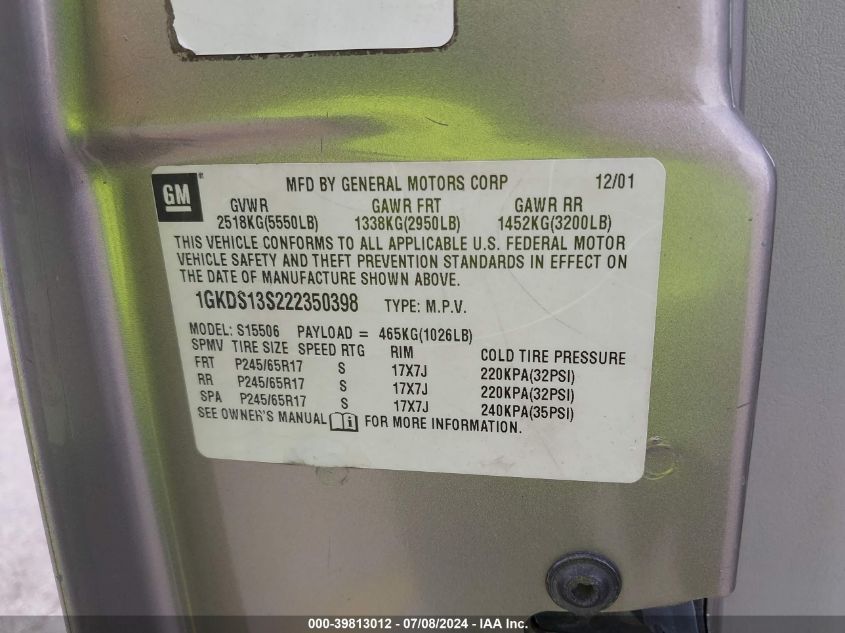 GM
MFD BY GENERAL MOTORS CORP 12/01
GVWR GAWR FRT GAWR RR
2518KG(5550LB) 1338KG(2950LB) 1452KG(3200LB)
THIS VEHICLE CONFORMS TO ALL APPLICABLE U.S. FEDERAL MOTOR
VEHICLE SAFETY AND THEFT PREVENTION STANDARDS IN EFFECT ON
THE DATE OF MANUFACTURE SHOWN ABOVE.
1GKDS13S222350398 TYPE: M.P.V.
MODEL: S15506 PAYLOAD = 465KG(1026LB)
SPMV TIRE SIZE SPEED RTG RIM COLD TIRE PRESSURE
FRT P245/65R17 S 17X7J 220KPA(32PSI)
RR P245/65R17 S 17X7J 220KPA(32PSI)
SPA P245/65R17 S 17X7J 240KPA(35PSI)
SEE OWNER'S MANUAL i FOR MORE INFORMATION.
000-39813012 - 07/08/2024 - IAA Inc.